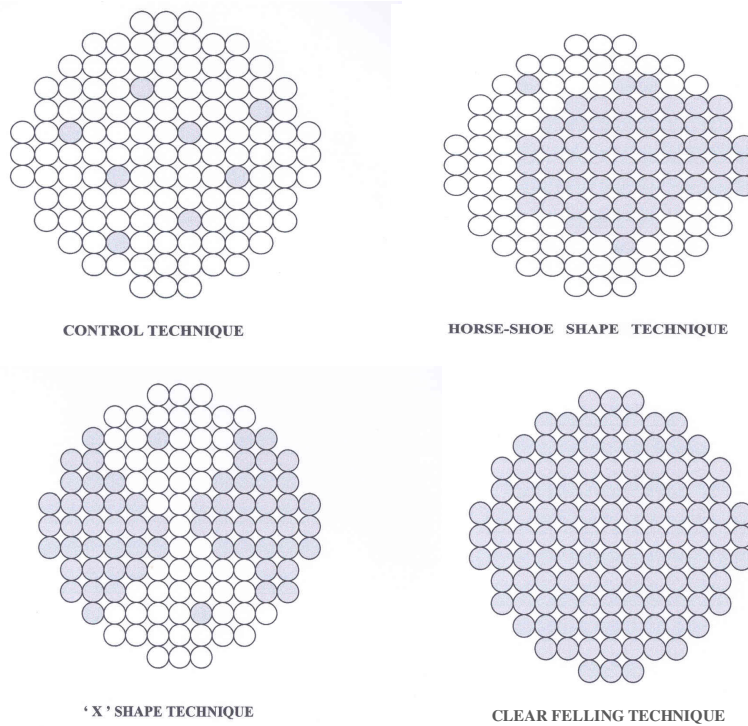 CONTROL TECHNIQUE
HORSE-SHOE SHAPE TECHNIQUE
‘ X ’ SHAPE TECHNIQUE
CLEAR FELLING TECHNIQUE